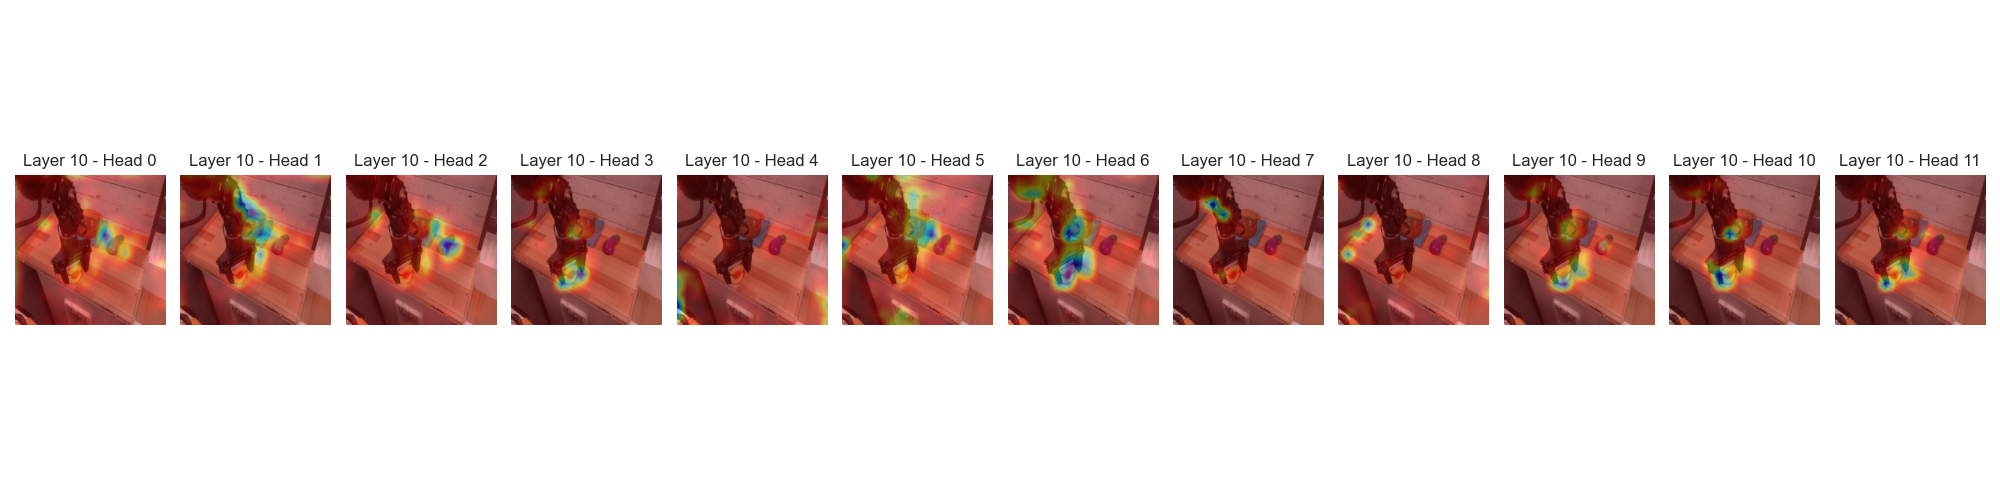 Layer 10 - Head 0
Layer 10 - Head 1
Layer 10 - Head 2
Layer 10 - Head 3
Layer 10 - Head 4
Layer 10 - Head 5
Layer 10 - Head 6
Layer 10 - Head 7
Layer 10 - Head 8
Layer 10 - Head 9
Layer 10 - Head 10
Layer 10 - Head 11